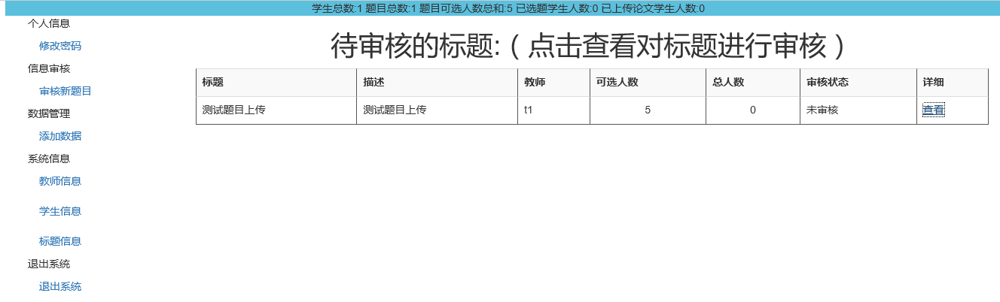 学生总数:1 题目总数:1 题目可选人数总和:5 已选题学生人数:0 已上传论文学生人数:0
个人信息
修改密码
信息审核
审核新题目
数据管理
添加数据
系统信息
教师信息
学生信息
标题信息
退出系统
退出系统
待审核的标题:（点击查看对标题进行审核）
标题 描述 教师 可选人数 总人数 审核状态 详细
测试题目上传 测试题目上传 t1 5 0 未审核 查看